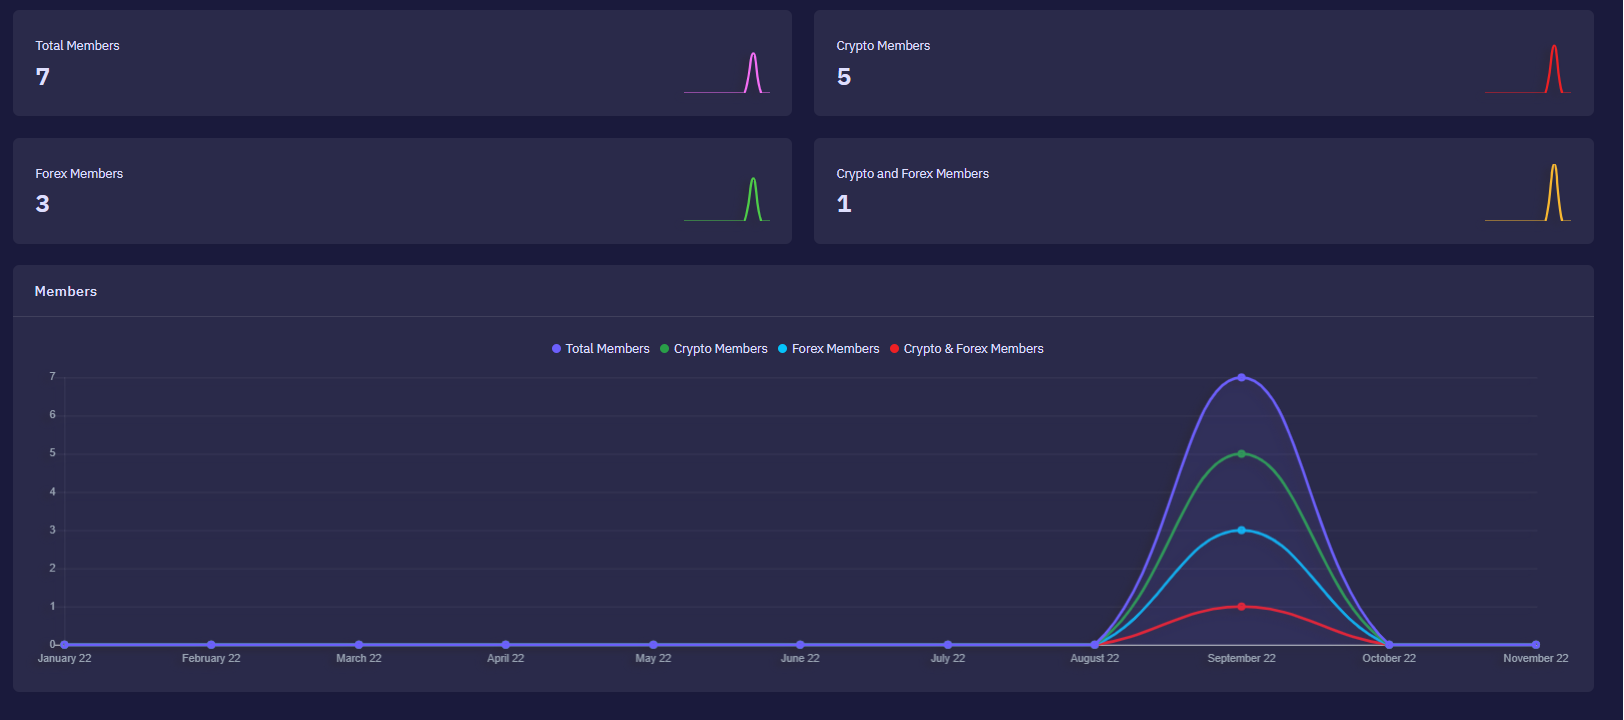 Total Members
7
Crypto Members
5
Forex Members
3
Crypto and Forex Members
1
Members
Total Members Crypto Members Forex Members Crypto & Forex Members
7
6
5
4
3
2
1
0
January 22 February 22 March 22 April 22 May 22 June 22 July 22 August 22 September 22 October 22 November 22